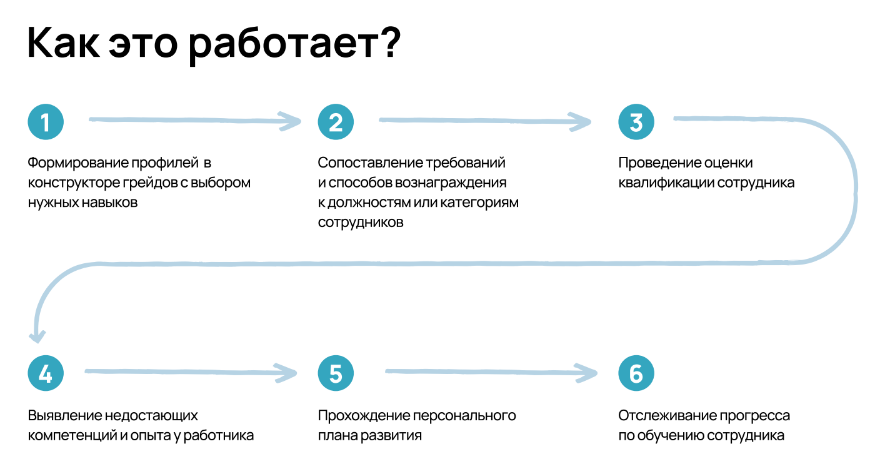 Как это работает?
1
Формирование профилей в
конструкторе грейдов с выбором
нужных навыков
2
Сопоставление требований
и способов вознаграждения
к должностям или категориям
сотрудников
3
Проведение оценки
квалификации сотрудника
4
Выявление недостающих
компетенций и опыта у работника
5
Прохождение персонального
плана развития
6
Отслеживание прогресса
по обучению сотрудника